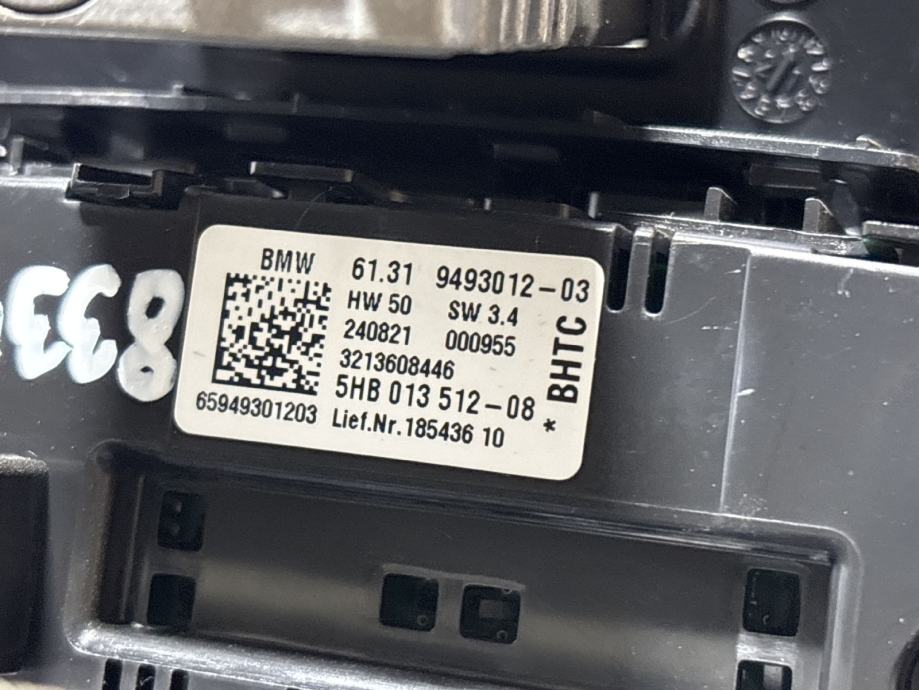 BMW 61.31 9493012-03
HW 50 SW 3.4
240821 000955
3213608446
5HB 013 512-08
65949301203 Lief.Nr.185436 10
* BHTC
833